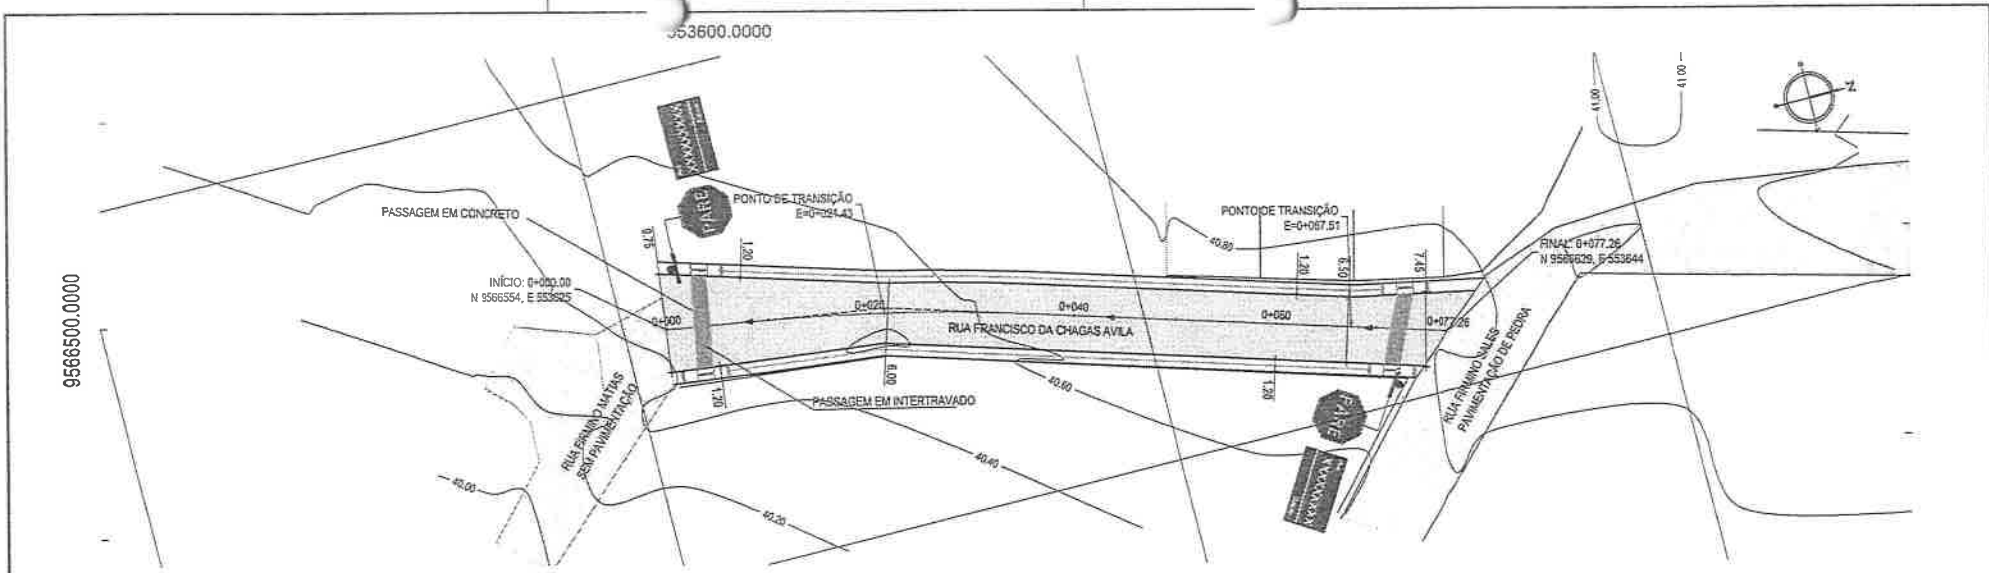 553600.0000
9566500.0000
41.00
41 00
N
PARE
PASSAGEM EM CONCRETO
PONTO DE TRANSIÇÃO
E=0+021.43
PONTO DE TRANSIÇÃO
E=0+067.51
40.80
FINAL: 0+077.26
N 9566629, E 553644
0.75
1.20
1.20
6.50
7.45
INÍCIO: 0+000.00
N 9566554, E 553625
0+000
0+020
0+040
0+060
0+077.26
RUA FRANCISCO DA CHAGAS AVILA
1.20
6.00
1.20
PASSAGEM EM INTERTRAVADO
40.60
RUA FIRMINO MATIAS
SEM PAVIMENTAÇÃO
RUA FIRMINO SALES
PAVIMENTAÇÃO DE PEDRA
PARE
40.40
40.00
40.20
XXXXXXXXXX